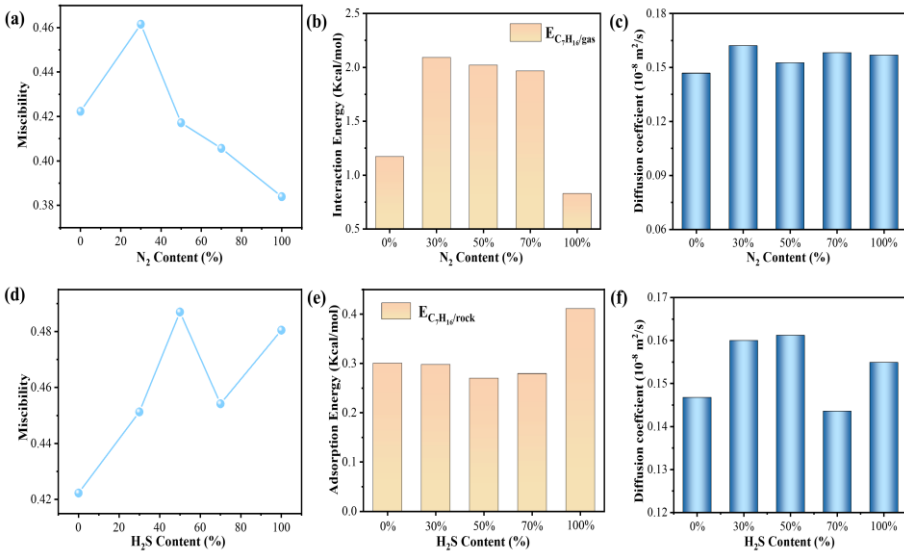 (a)
0.46
0.44
0.42
0.40
0.38
Miscibility
0 20 40 60 80 100
N₂ Content (%)
(b)
E_{C₇H₁₆/gas}
2.5
2.0
1.5
1.0
0.5
Interaction Energy (Kcal/mol)
0% 30% 50% 70% 100%
N₂ Content (%)
(c)
0.18
0.15
0.12
0.09
0.06
Diffusion coeffcient (10⁻⁸ m²/s)
0% 30% 50% 70% 100%
N₂ Content (%)
(d)
0.48
0.46
0.44
0.42
Miscibility
0 20 40 60 80 100
H₂S Content (%)
(e)
E_{C₇H₁₆/rock}
0.4
0.3
0.2
0.1
0.0
Adsorption Energy (Kcal/mol)
0% 30% 50% 70% 100%
H₂S Content (%)
(f)
0.17
0.15
0.14
0.13
0.12
Diffusion coeffcient (10⁻⁸ m²/s)
0% 30% 50% 70% 100%
H₂S Content (%)